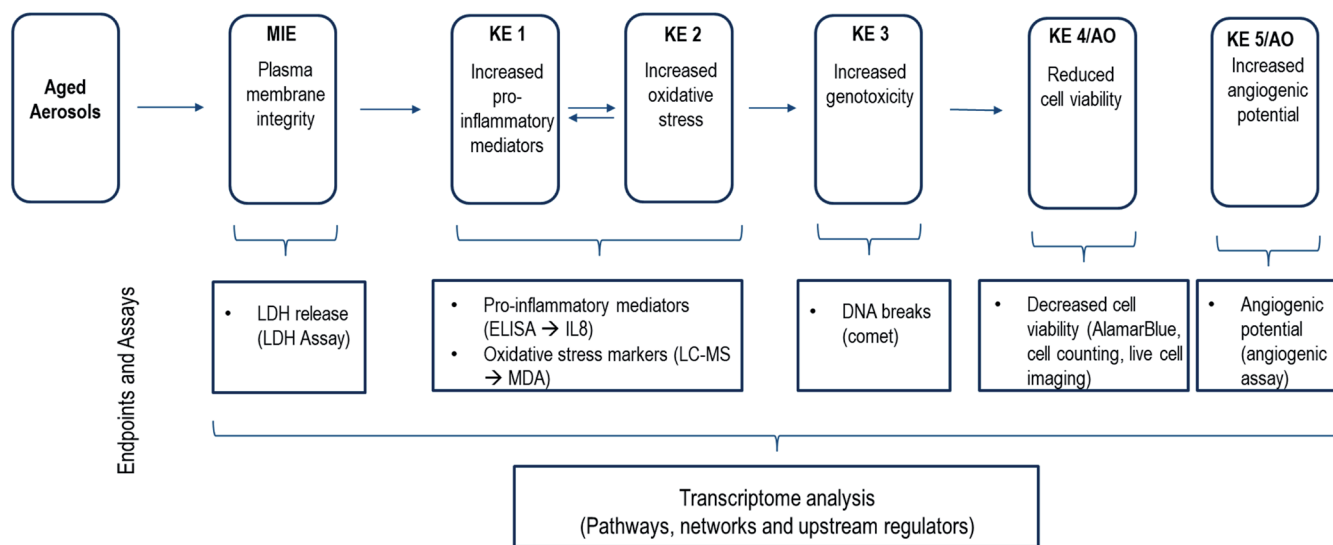 Aged
Aerosols
MIE
Plasma
membrane
integrity
KE 1
Increased
pro-
inflammatory
mediators
KE 2
Increased
oxidative
stress
KE 3
Increased
genotoxicity
KE 4/AO
Reduced
cell viability
KE 5/AO
Increased
angiogenic
potential
Endpoints and Assays
• LDH release
(LDH Assay)
• Pro-inflammatory mediators
(ELISA → IL8)
• Oxidative stress markers (LC-MS
→ MDA)
• DNA breaks
(comet)
• Decreased cell
viability (AlamarBlue,
cell counting, live cell
imaging)
• Angiogenic
potential
(angiogenic
assay)
Transcriptome analysis
(Pathways, networks and upstream regulators)